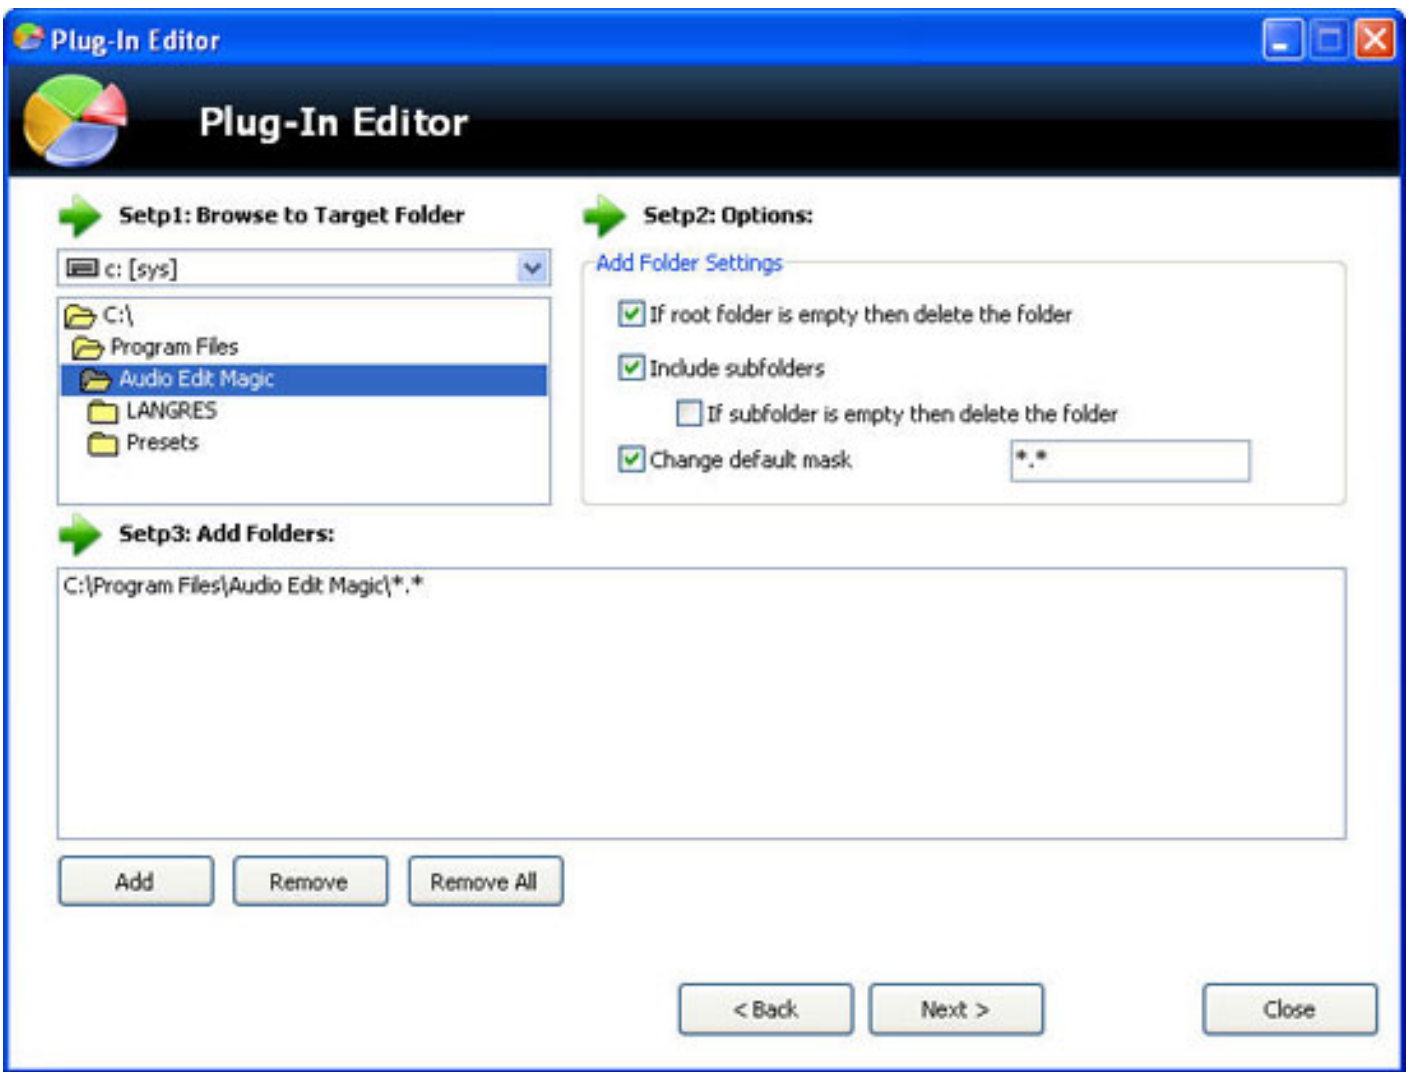 Plug-In Editor
Plug-In Editor
Setp1: Browse to Target Folder
c: [sys]
C:\
Program Files
Audio Edit Magic
LANGRES
Presets
Setp2: Options:
Add Folder Settings
If root folder is empty then delete the folder
Include subfolders
If subfolder is empty then delete the folder
Change default mask
*.*
Setp3: Add Folders:
C:\Program Files\Audio Edit Magic\*.*
Add
Remove
Remove All
< Back
Next >
Close